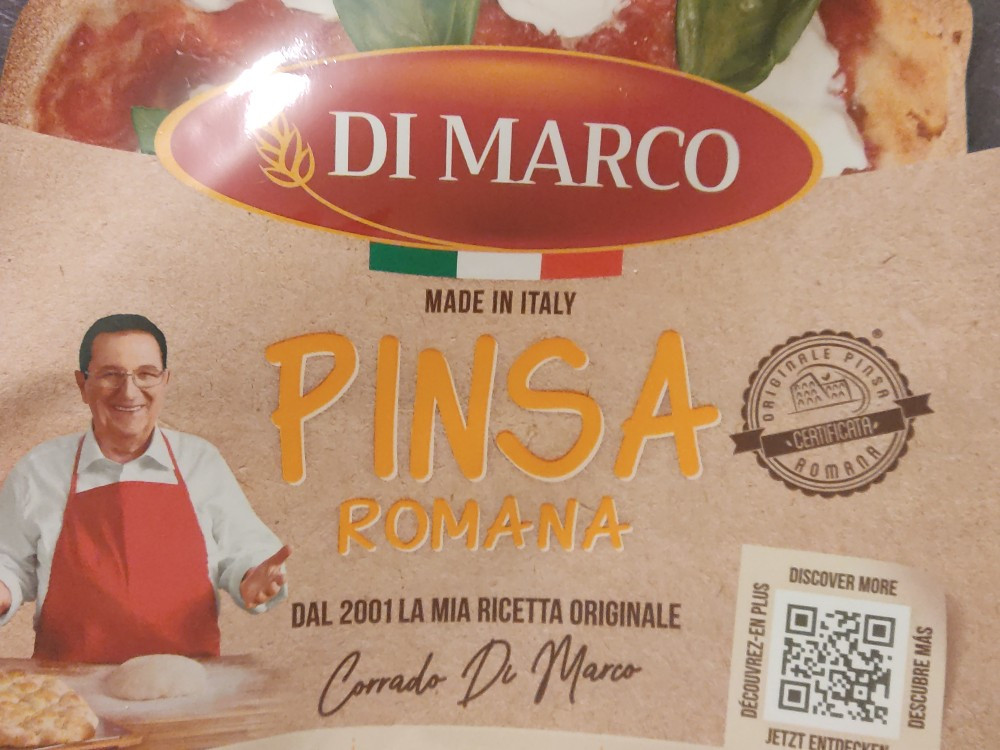 DI MARCO
MADE IN ITALY
PINSA
ROMANA
®
ORIGINALE PINSA
CERTIFICATA
ROMANA
DAL 2001 LA MIA RICETTA ORIGINALE
Corrado Di Marco
DISCOVER MORE
DÉCOUVREZ-EN PLUS
DESCUBRE MÁS
JETZT ENTDECKEN